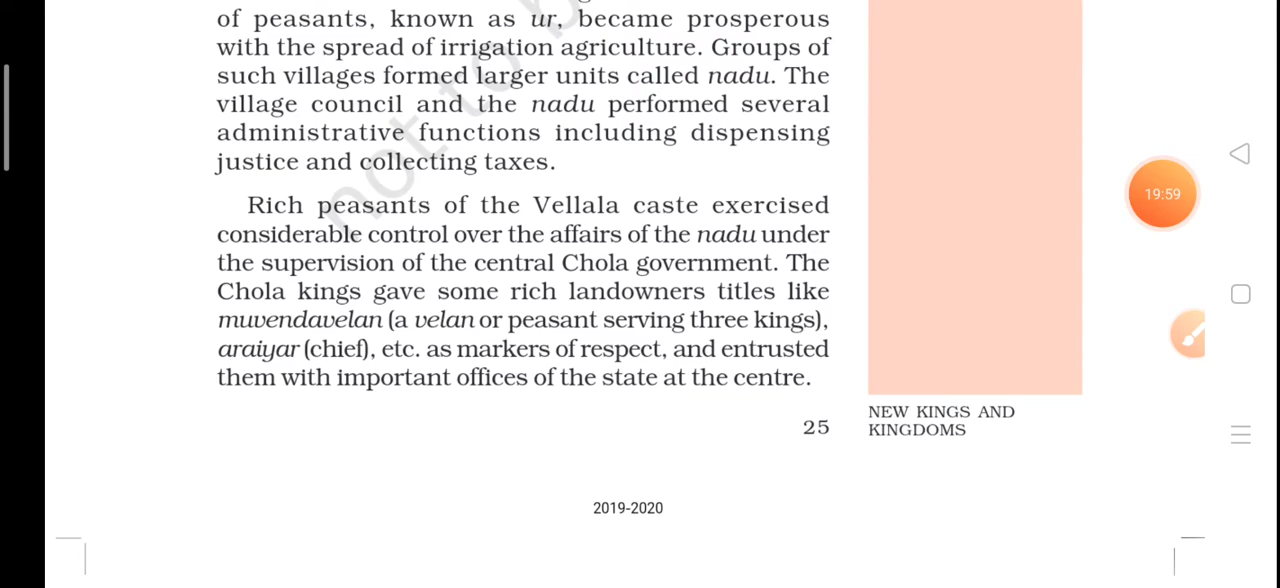 of peasants, known as ur, became prosperous
with the spread of irrigation agriculture. Groups of
such villages formed larger units called nadu. The
village council and the nadu performed several
administrative functions including dispensing
justice and collecting taxes.
Rich peasants of the Vellala caste exercised
considerable control over the affairs of the nadu under
the supervision of the central Chola government. The
Chola kings gave some rich landowners titles like
muvendavelan (a velan or peasant serving three kings),
araiyar (chief), etc. as markers of respect, and entrusted
them with important offices of the state at the centre.
25
NEW KINGS AND
KINGDOMS
2019-2020
not to b
19:59